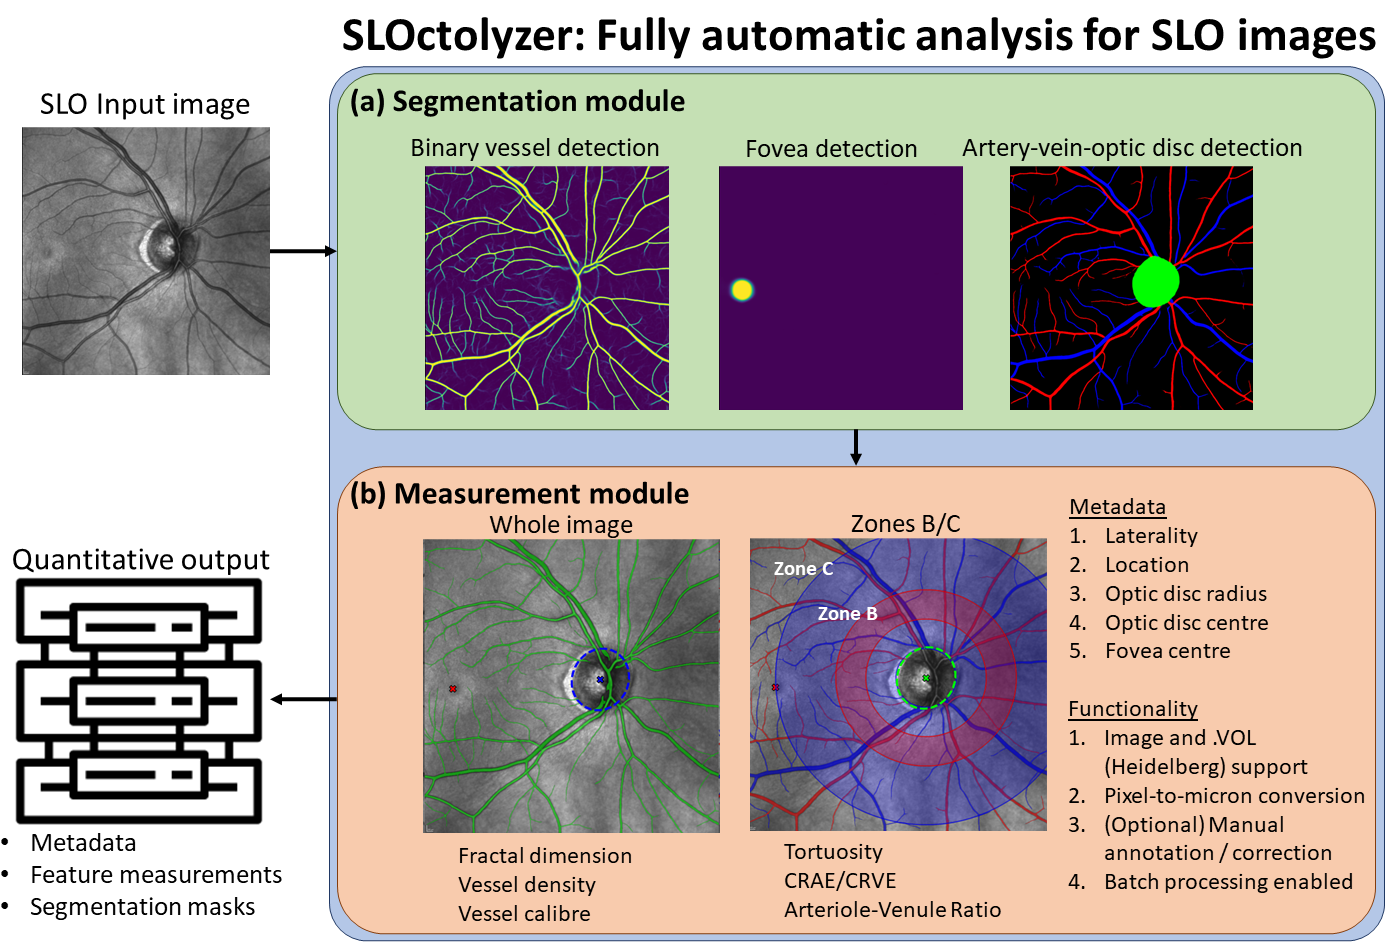 SLOctolyzer: Fully automatic analysis for SLO images
SLO Input image
(a) Segmentation module
Binary vessel detection
Fovea detection
Artery-vein-optic disc detection
(b) Measurement module
Whole image
Zones B/C
Zone C
Zone B
Fractal dimension
Vessel density
Vessel calibre
Tortuosity
CRAE/CRVE
Arteriole-Venule Ratio
Metadata
1. Laterality
2. Location
3. Optic disc radius
4. Optic disc centre
5. Fovea centre
Functionality
1. Image and .VOL
(Heidelberg) support
2. Pixel-to-micron conversion
3. (Optional) Manual
annotation / correction
4. Batch processing enabled
Quantitative output
• Metadata
• Feature measurements
• Segmentation masks